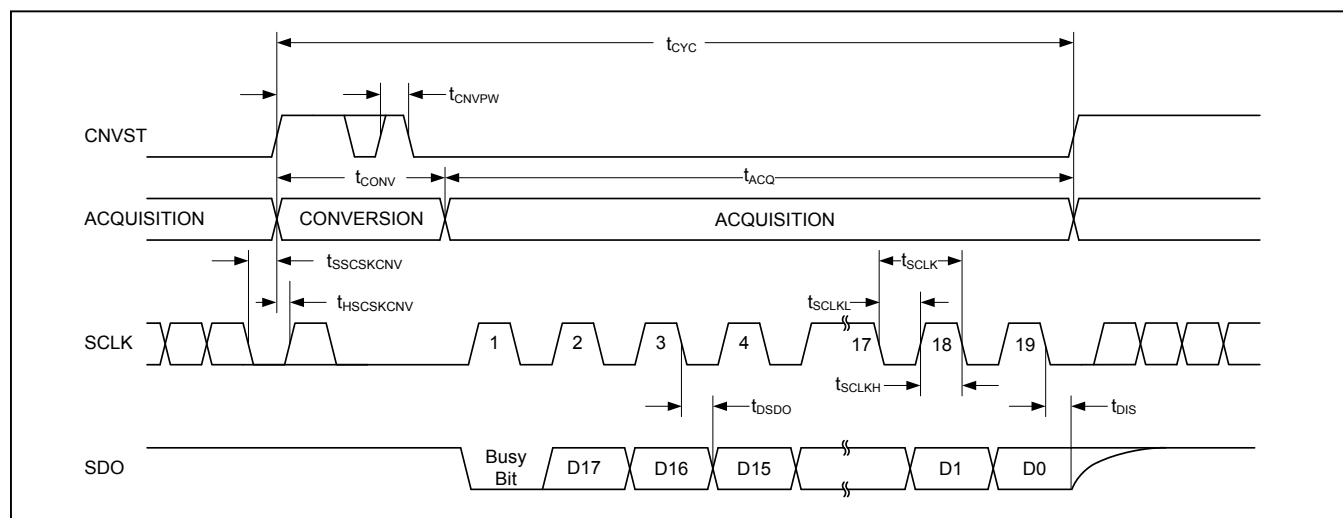 tCYC
tCNVPW
CNVST
tCONV
tACQ
ACQUISITION
CONVERSION
ACQUISITION
tSSCSKCNV
tSCLK
tHSCSKCNV
tSCLKL
SCLK
1 2 3 4 17 18 19
tSCLKH
tDSDO
tDIS
SDO
Busy
Bit
D17 D16 D15 D1 D0